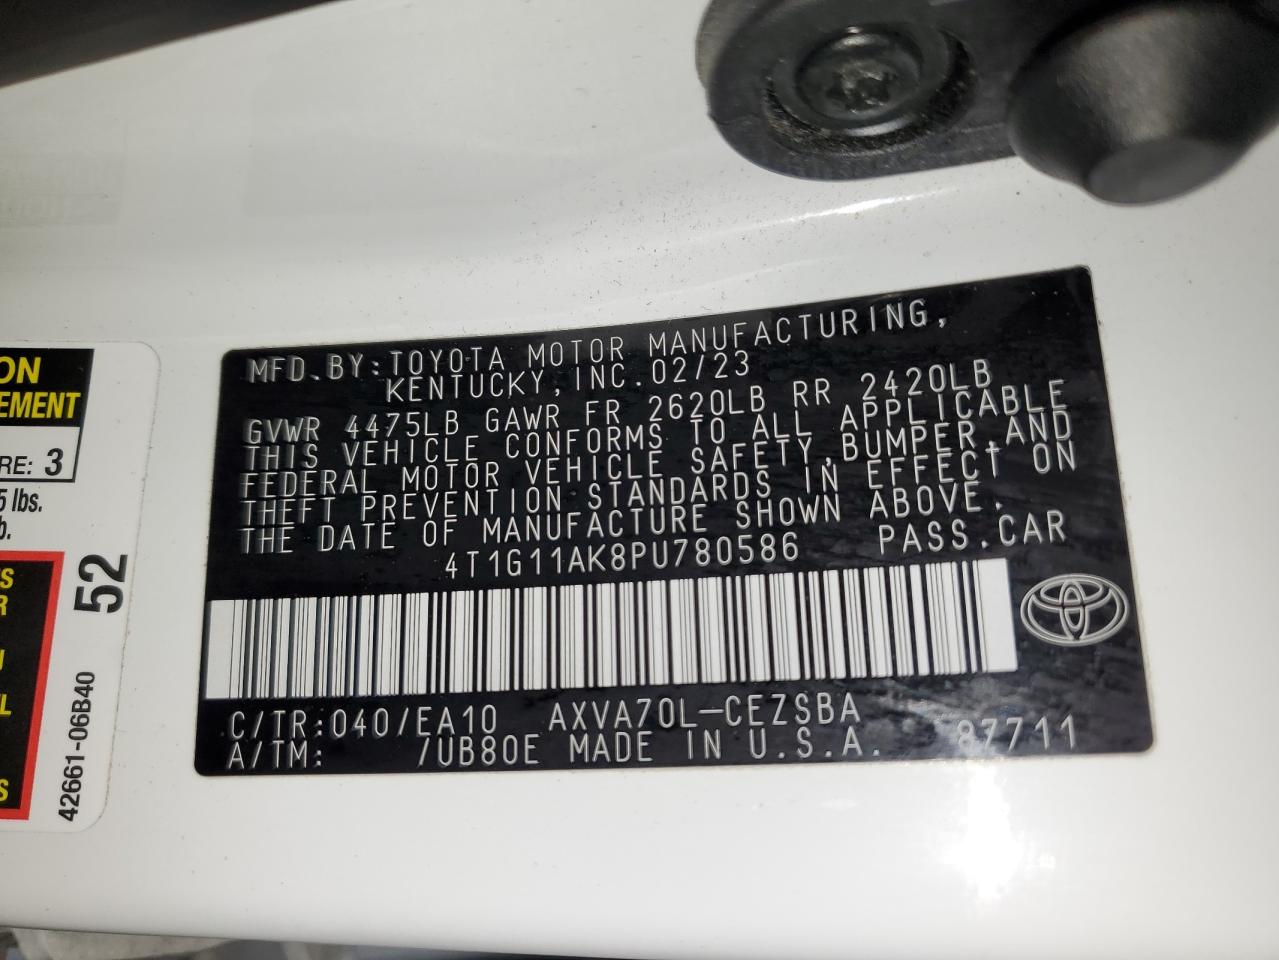 MFD.BY:TOYOTA MOTOR MANUFACTURING,
KENTUCKY,INC.02/23
GVWR 4475LB GAWR FR 2620LB RR 2420LB
THIS VEHICLE CONFORMS TO ALL APPLICABLE
FEDERAL MOTOR VEHICLE SAFETY,BUMPER,AND
THEFT PREVENTION STANDARDS IN EFFECT ON
THE DATE OF MANUFACTURE SHOWN ABOVE.
4T1G11AK8PU780586 PASS.CAR
C/TR:040/EA10 AXVA70L-CEZSBA
A/TM: /UB80E MADE IN U.S.A. 87711
ON
EMENT
RE: 3
5 lbs.
b.
52
S
R
L
S
42661-06B40